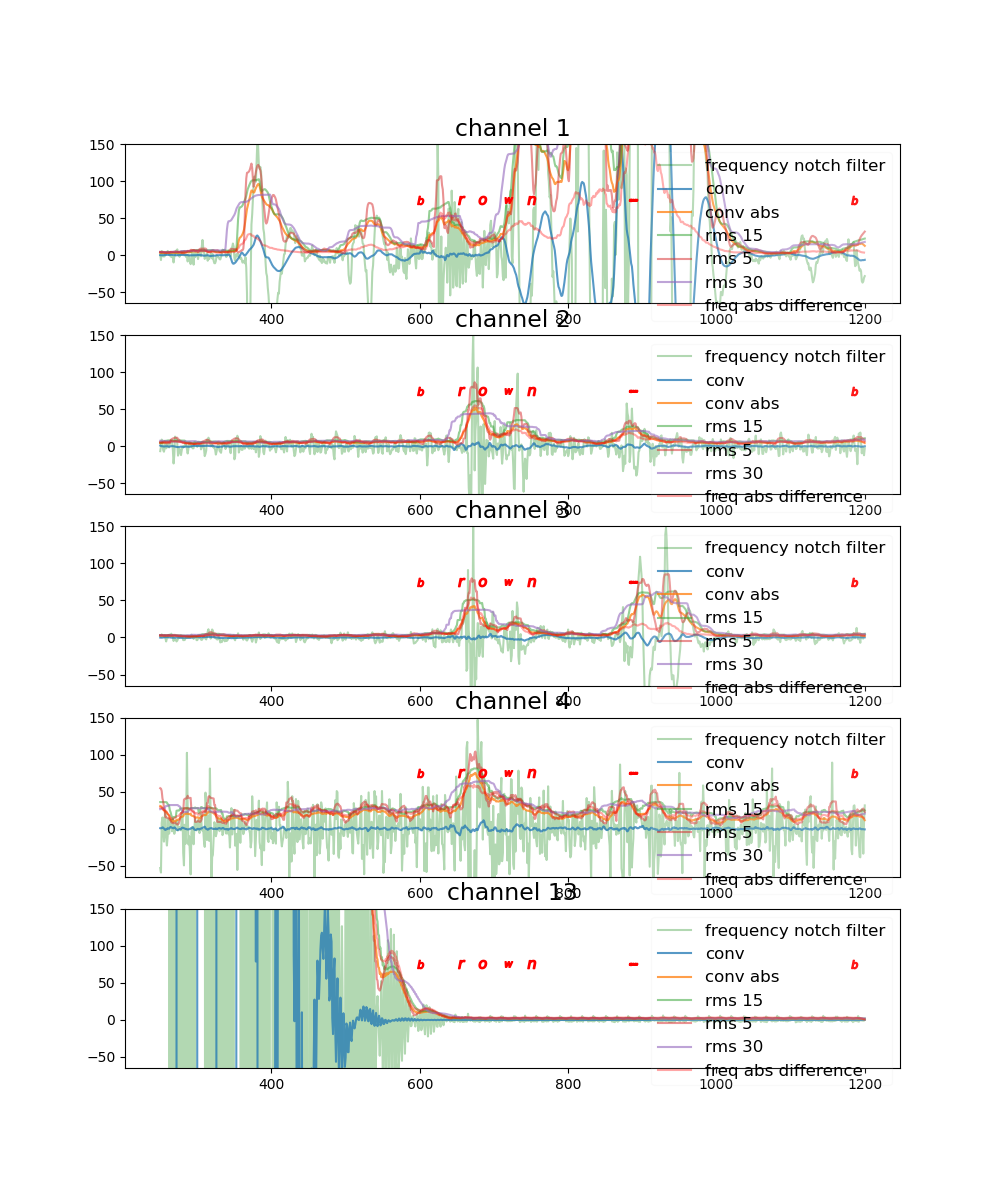 channel 1
150
100
50
0
−50
400
600
800
1000
1200
b r o w n – b
frequency notch filter
conv
conv abs
rms 15
rms 5
rms 30
freq abs difference
channel 2
150
100
50
0
−50
400
600
800
1000
1200
b r o w n – b
frequency notch filter
conv
conv abs
rms 15
rms 5
rms 30
freq abs difference
channel 3
150
100
50
0
−50
400
600
800
1000
1200
b r o w n – b
frequency notch filter
conv
conv abs
rms 15
rms 5
rms 30
freq abs difference
channel 4
150
100
50
0
−50
400
600
800
1000
1200
b r o w n – b
frequency notch filter
conv
conv abs
rms 15
rms 5
rms 30
freq abs difference
channel 13
150
100
50
0
−50
400
600
800
1000
1200
b r o w n – b
frequency notch filter
conv
conv abs
rms 15
rms 5
rms 30
freq abs difference